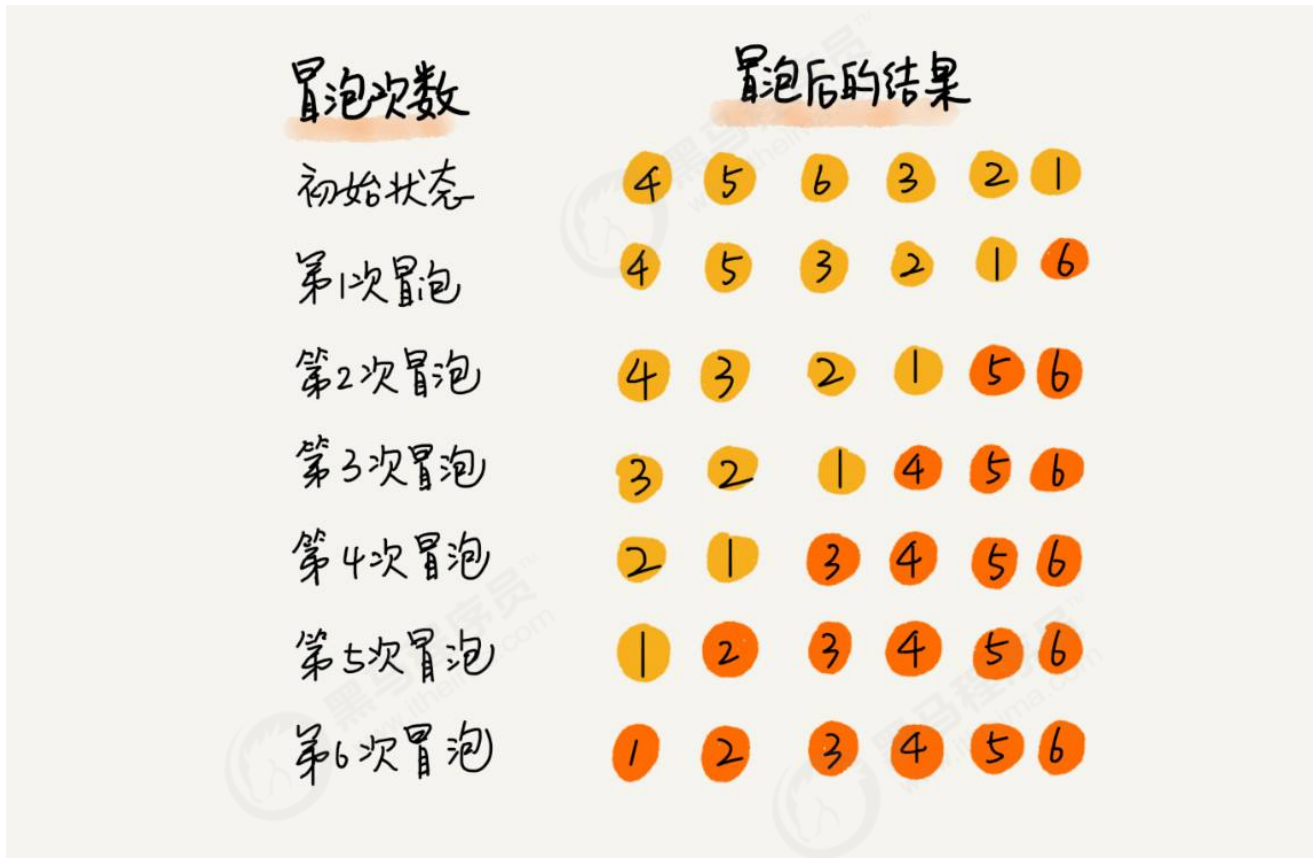 冒泡次数 冒泡后的结果
初始状态 4 5 6 3 2 1
第1次冒泡 4 5 3 2 1 6
第2次冒泡 4 3 2 1 5 6
第3次冒泡 3 2 1 4 5 6
第4次冒泡 2 1 3 4 5 6
第5次冒泡 1 2 3 4 5 6
第6次冒泡 1 2 3 4 5 6